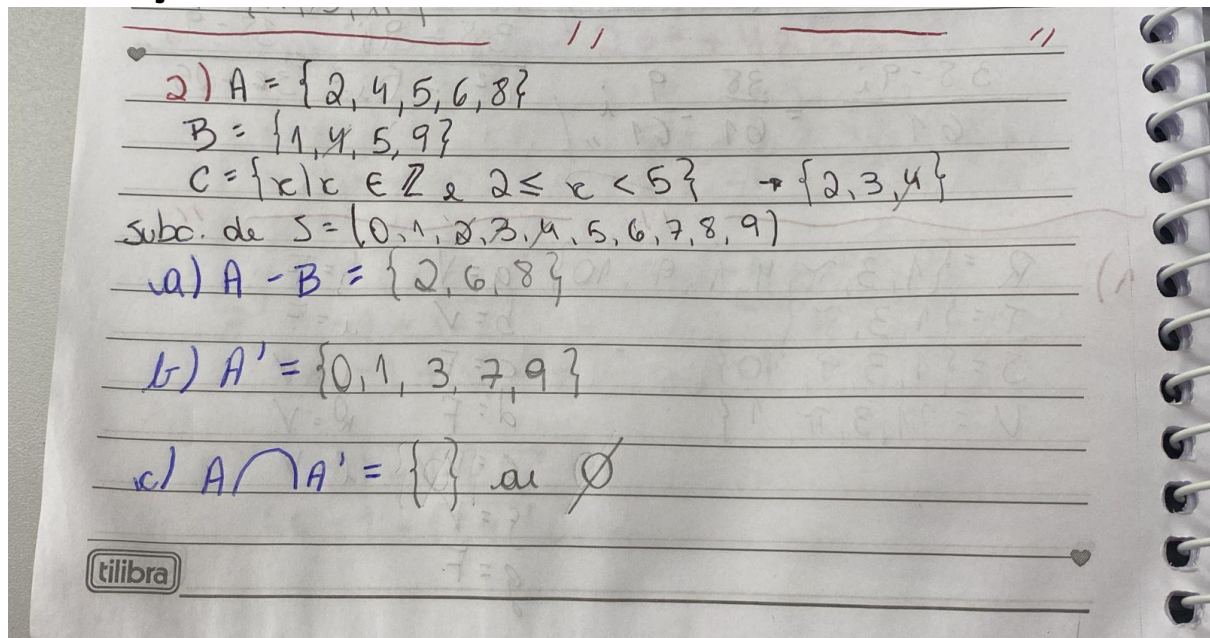 2) A = {2, 4, 5, 6, 8}
B = {1, 4, 5, 9}
C = {x|x ∈ ℤ e 2 ≤ x < 5} → {2, 3, 4}
subc. de S = (0, 1, 2, 3, 4, 5, 6, 7, 8, 9)
a) A - B = {2, 6, 8}
b) A' = {0, 1, 3, 7, 9}
c) A ∩ A' = { } ou ∅
tilibra